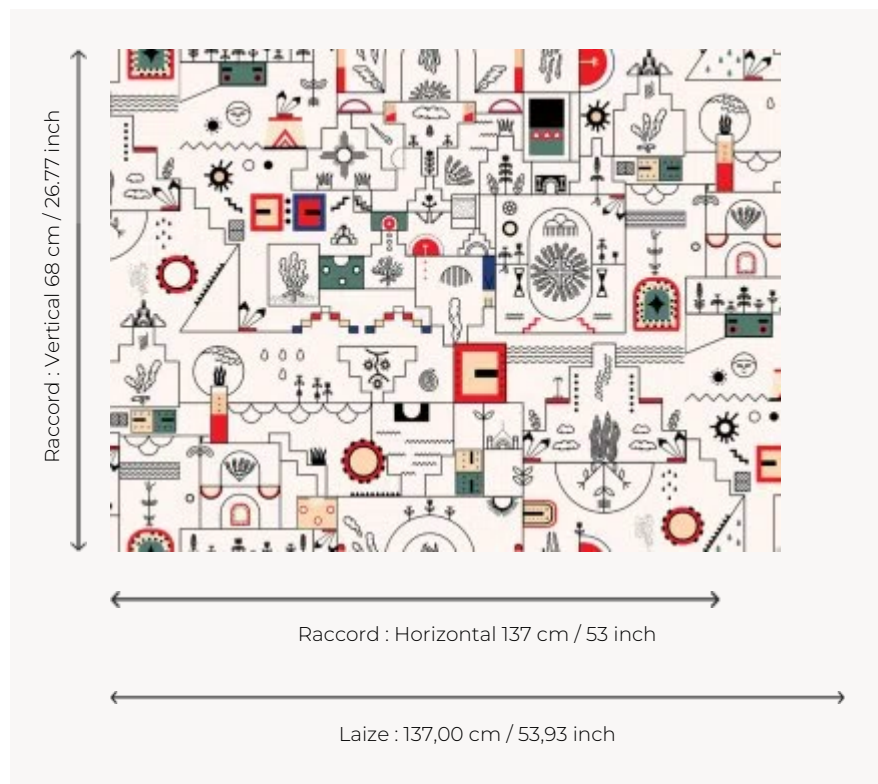 Raccord : Vertical 68 cm / 26.77 inch
Raccord : Horizontal 137 cm / 53 inch
Laize : 137,00 cm / 53,93 inch